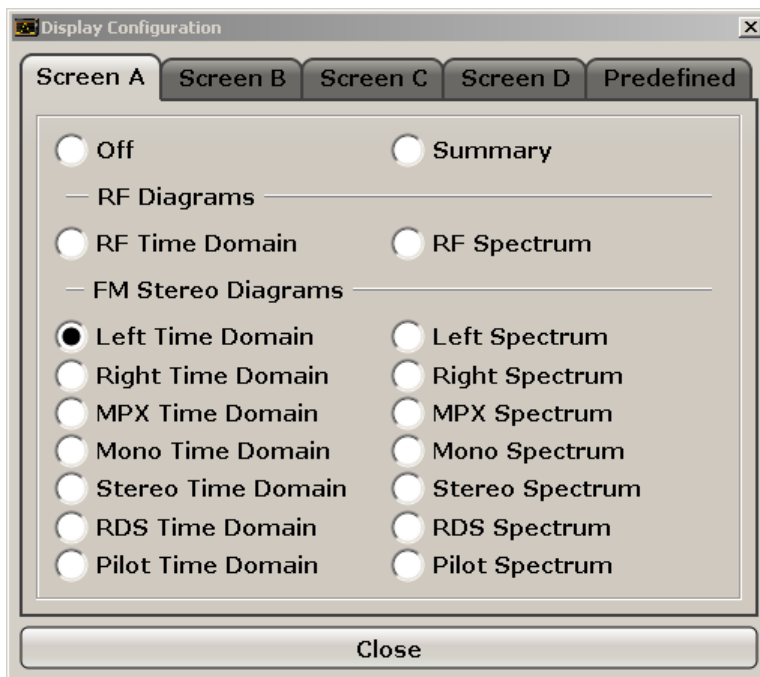 Display Configuration
Screen A Screen B Screen C Screen D Predefined
Off Summary
RF Diagrams
RF Time Domain RF Spectrum
FM Stereo Diagrams
Left Time Domain Left Spectrum
Right Time Domain Right Spectrum
MPX Time Domain MPX Spectrum
Mono Time Domain Mono Spectrum
Stereo Time Domain Stereo Spectrum
RDS Time Domain RDS Spectrum
Pilot Time Domain Pilot Spectrum
Close